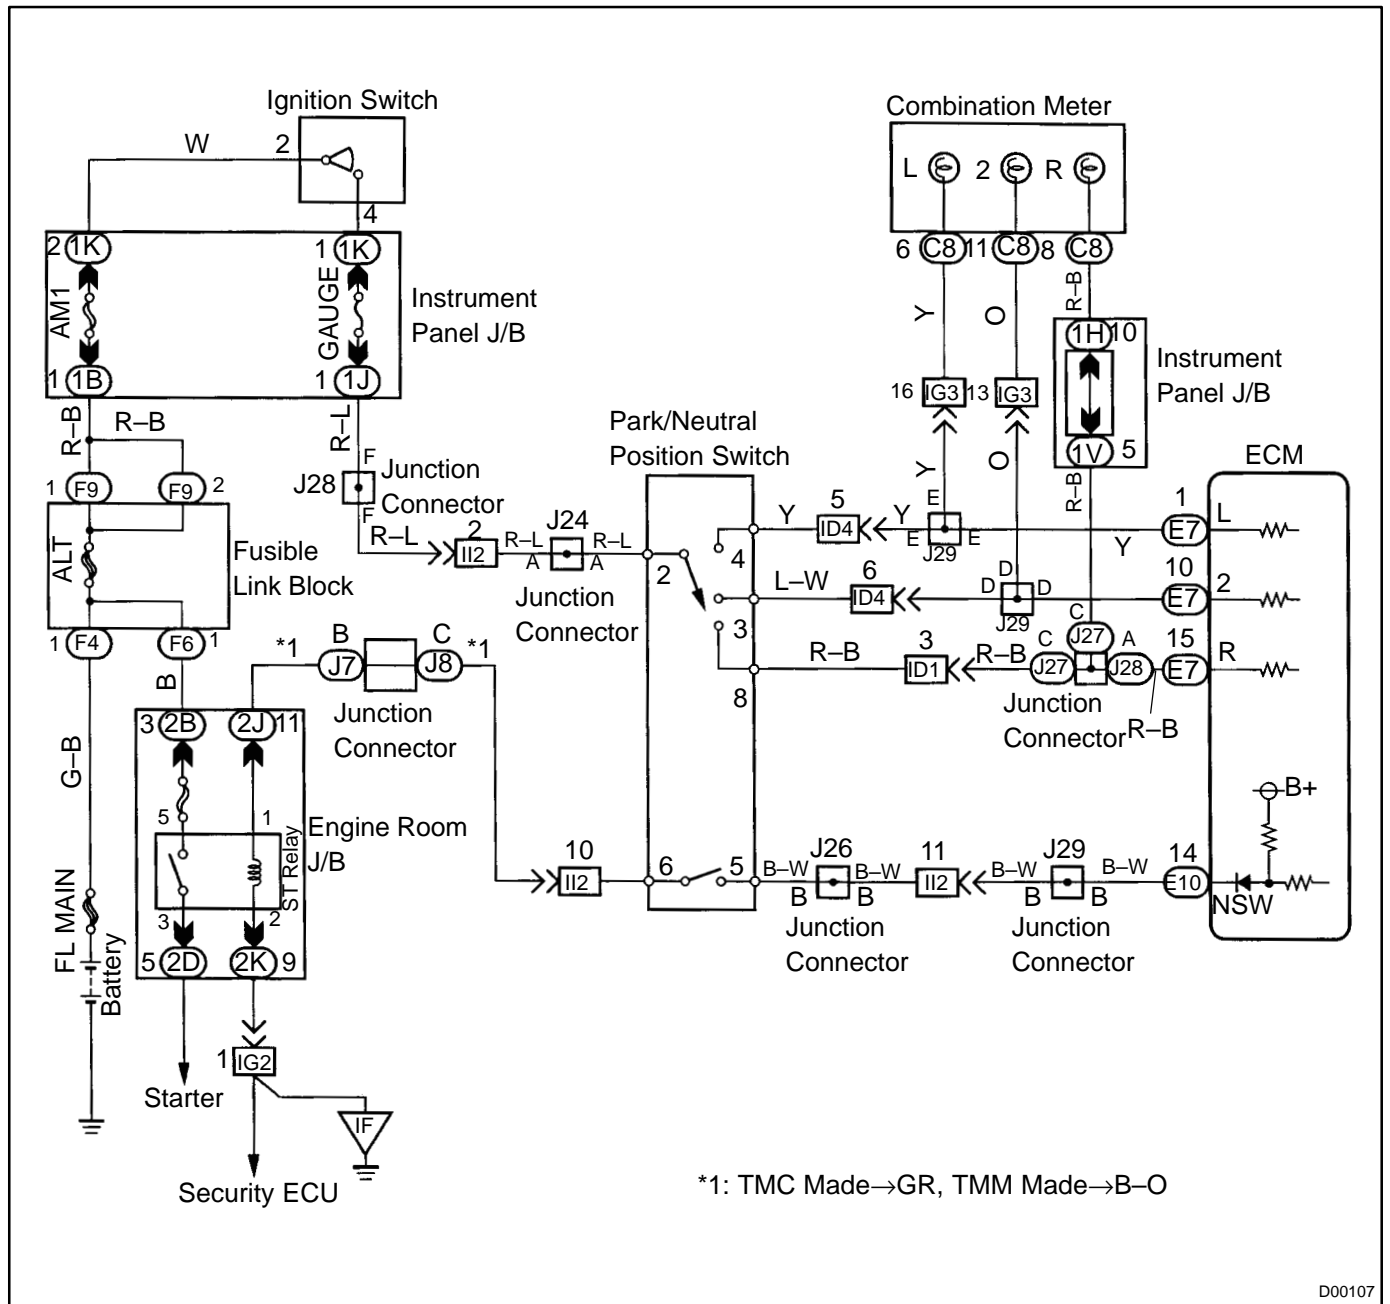 Ignition Switch
Combination Meter
W
2
4
L
2
R
2
1K
1
1K
6
C8
11
C8
8
C8
AM1
GAUGE
Instrument
Panel J/B
Y
O
R–B
1H
10
Instrument
Panel J/B
1
1B
1
1J
16
IG3
13
IG3
R–B
R–B
R–L
Park/Neutral
Position Switch
1V
5
ECM
F
J28
Junction
Connector
F
Y
O
R–B
1
F9
F9
2
R–L
2
II2
R–L
A
J24
R–L
A
Junction
Connector
2
4
Y
5
ID4
Y
E
E
E
J29
Y
1
E7
L
ALT
Fusible
Link Block
3
L–W
6
ID4
D
D
D
J29
10
E7
2
1
F4
F6
1
*1
B
J7
C
J8
*1
Junction
Connector
8
R–B
3
ID1
R–B
C
J27
C
J27
A
J28
15
E7
R
Junction
Connector
R–B
B
G–B
3
2B
2J
11
5
1
ST Relay
Engine Room
J/B
3
2
B+
10
II2
6
5
B–W
B
J26
B–W
B
11
II2
B–W
B
J29
B–W
B
14
E10
NSW
Junction
Connector
Junction
Connector
FL MAIN
Battery
5
2D
2K
9
1
IG2
Starter
IF
Security ECU
*1: TMC Made→GR, TMM Made→B–O
D00107